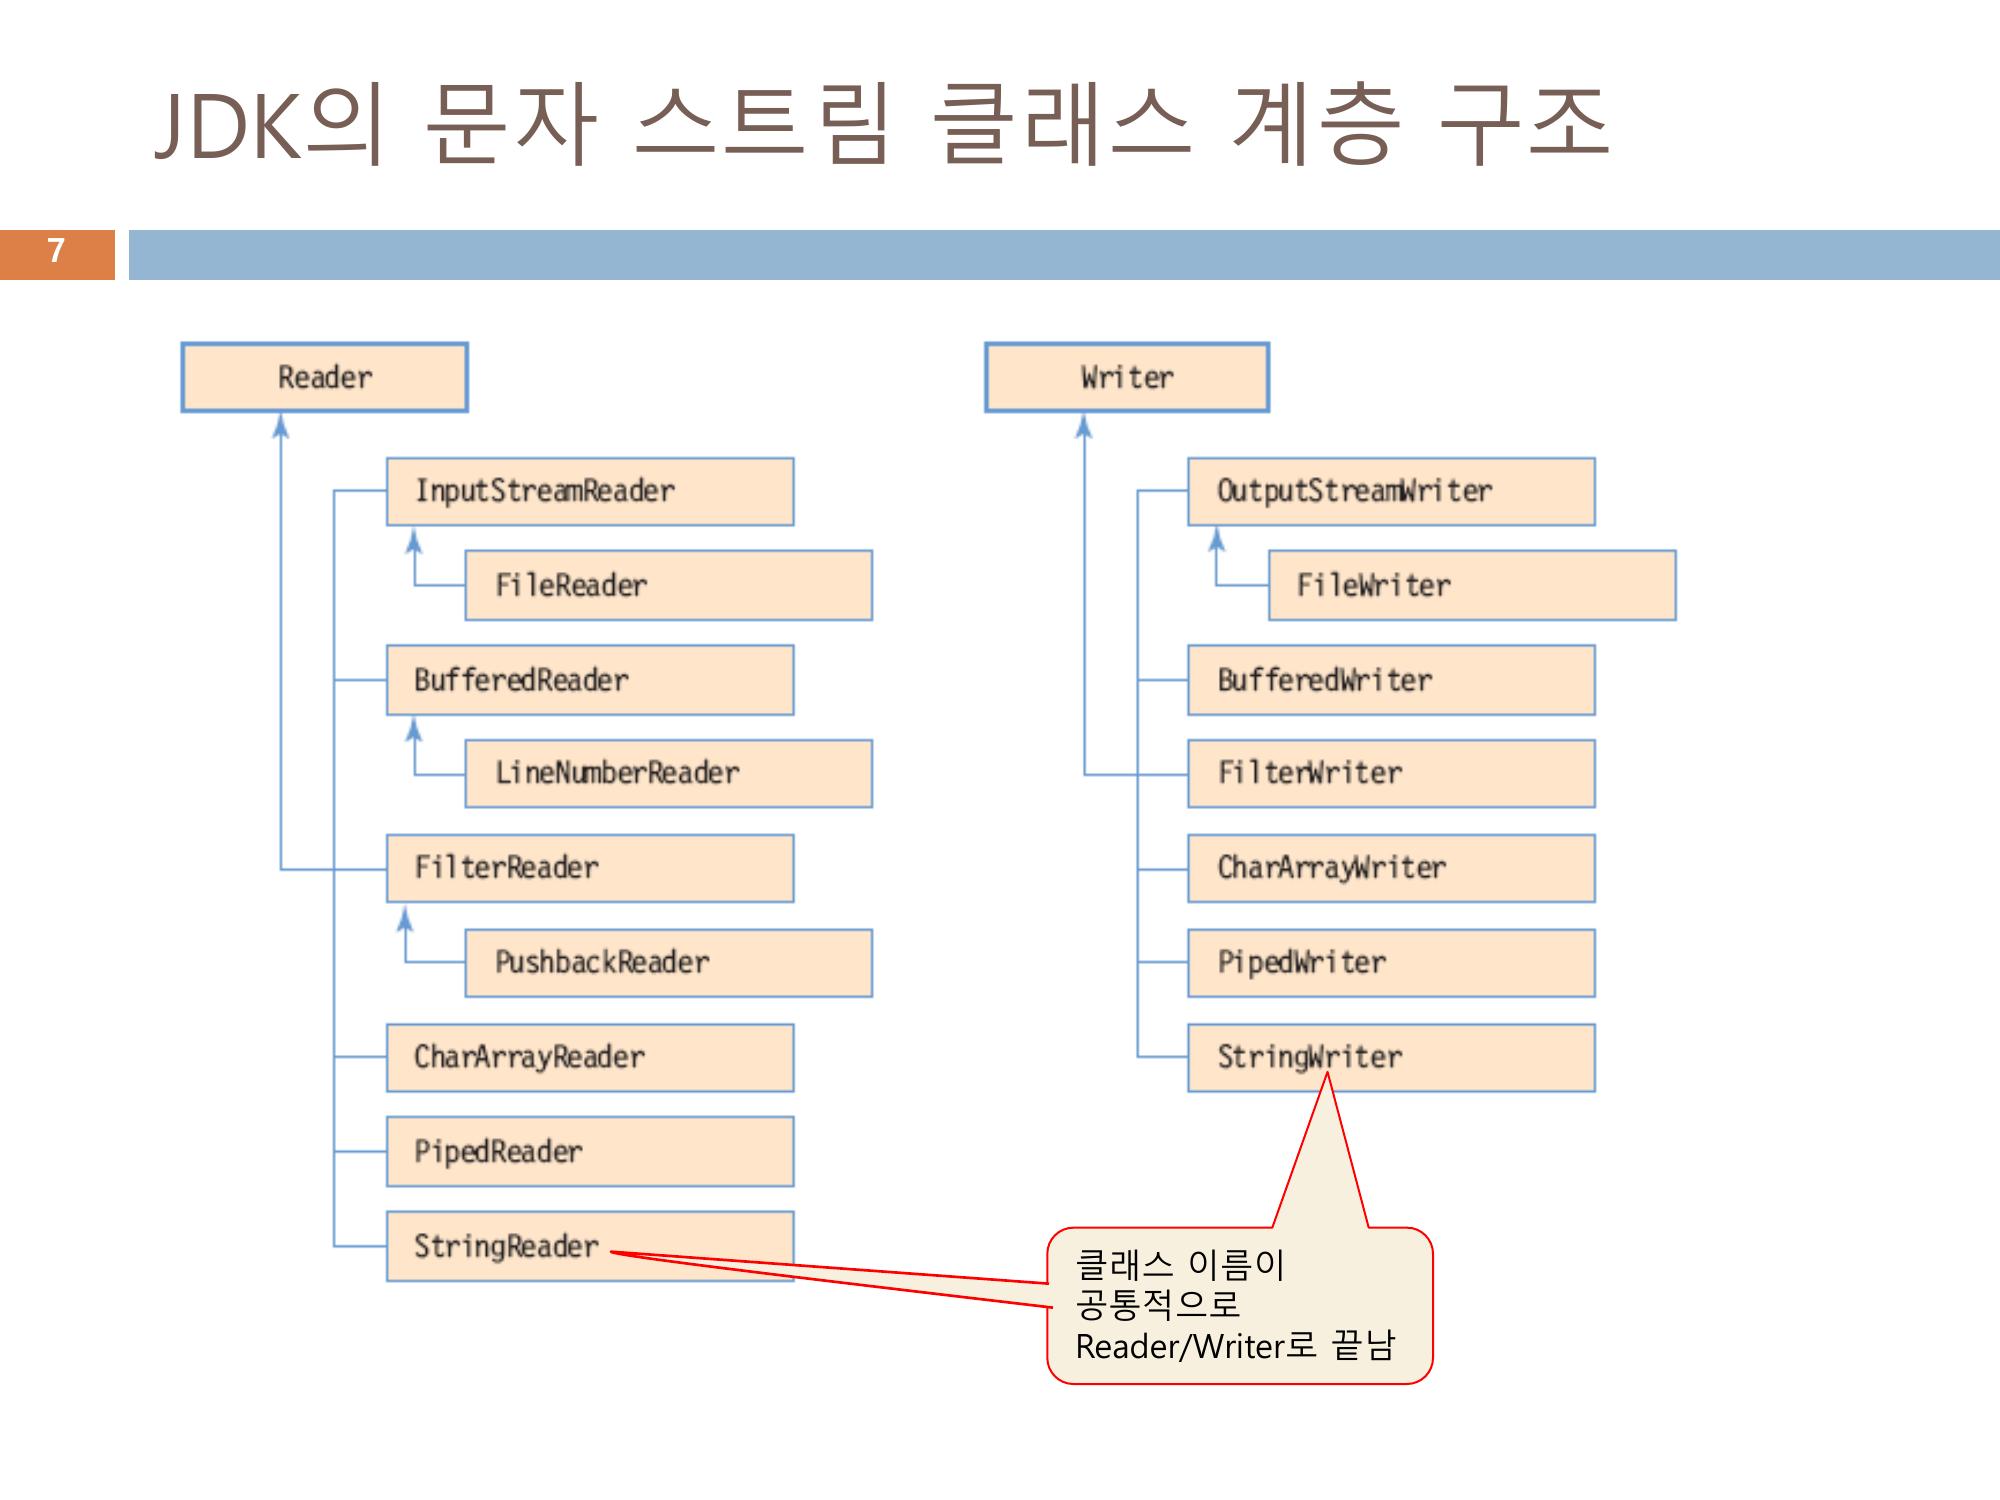 JDK의 문자 스트림 클래스 계층 구조
7
Reader
InputStreamReader
FileReader
BufferedReader
LineNumberReader
FilterReader
PushbackReader
CharArrayReader
PipedReader
StringReader
Writer
OutputStreamWriter
FileWriter
BufferedWriter
FilterWriter
CharArrayWriter
PipedWriter
StringWriter
클래스 이름이
공통적으로
Reader/Writer로 끝남